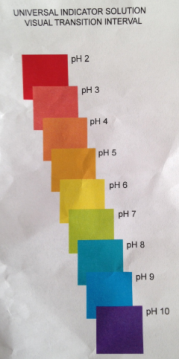 UNIVERSAL INDICATOR SOLUTION
VISUAL TRANSITION INTERVAL
pH 2
pH 3
pH 4
pH 5
pH 6
pH 7
pH 8
pH 9
pH 10